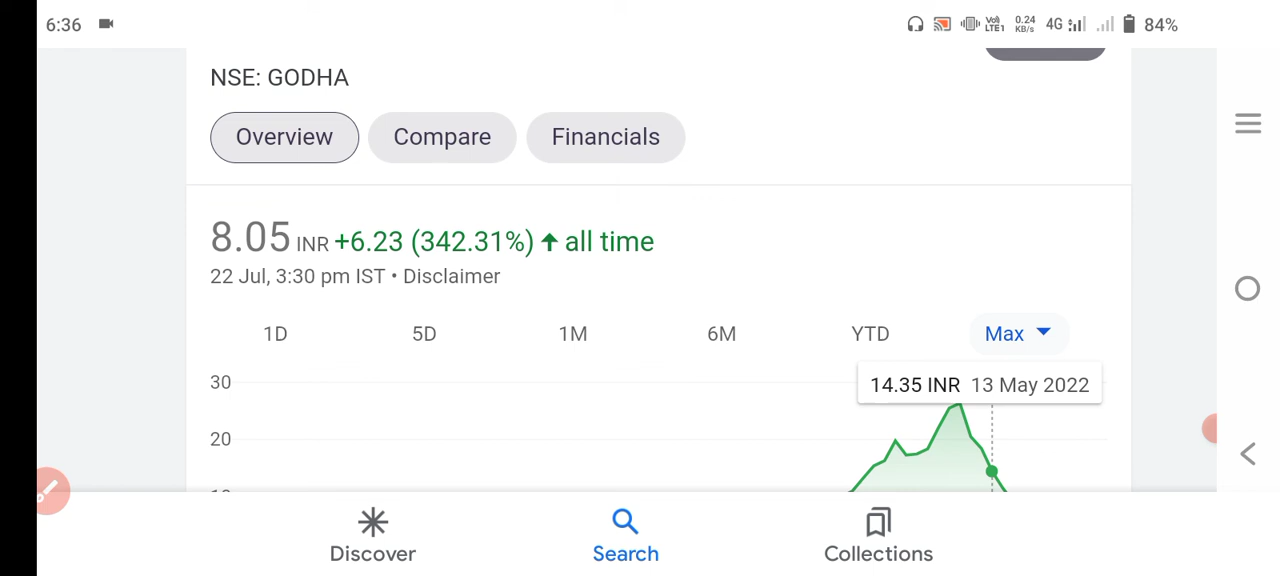 6:36 Voi) LTE1 0.24 KB/s 4G 84%
NSE: GODHA
Overview Compare Financials
8.05 INR +6.23 (342.31%) ↑ all time
22 Jul, 3:30 pm IST • Disclaimer
1D 5D 1M 6M YTD Max
14.35 INR 13 May 2022
30
20
Discover Search Collections